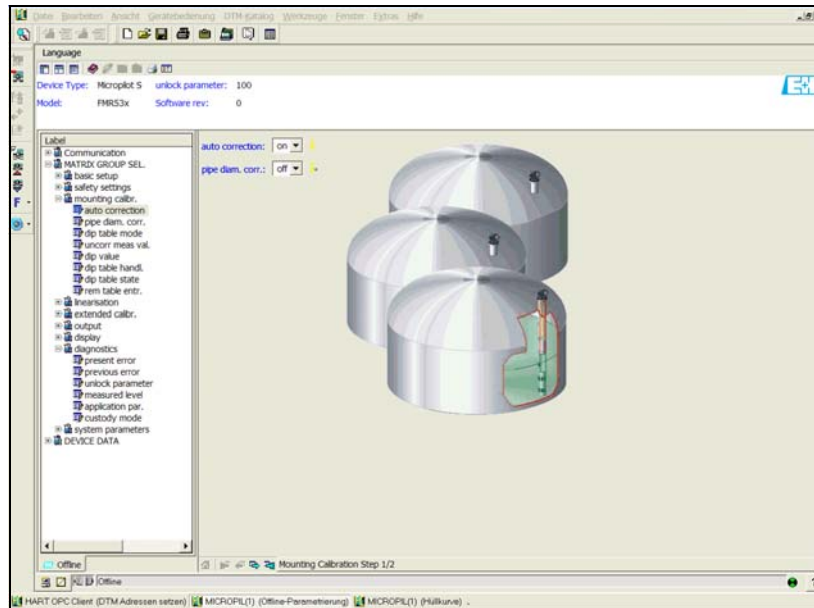 Datei Bearbeiten Ansicht Gerätebedienung DTM-Katalog Werkzeuge Fenster Extras Hilfe
Language
Device Type: Micropilot S unlock parameter: 100
Model: FMR53x Software rev: 0
E+H
Label
Communication
MATRIX GROUP SEL.
basic setup
safety settings
mounting calibr.
auto correction
pipe diam. corr.
dip table mode
uncorr meas val.
dip value
dip table handl.
dip table state
rem table entr.
linearisation
extended calibr.
output
display
diagnostics
present error
previous error
unlock parameter
measured level
application par.
custody mode
system parameters
DEVICE DATA
auto correction: on
pipe diam. corr.: off
F
Offline
Mounting Calibration Step 1/2
Offline
HART OPC Client (DTM Adressen setzen) MICROPIL(1) (Offline-Parametrierung) MICROPIL(1) (Hüllkurve)